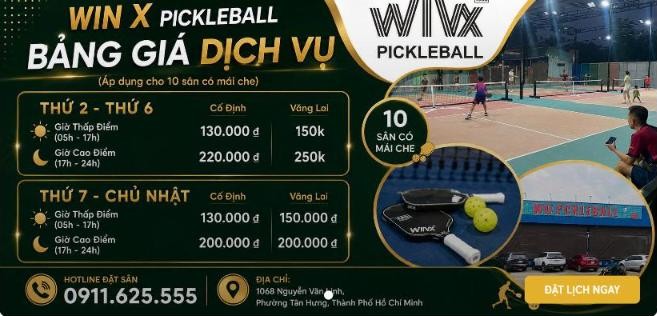 WIN X PICKLEBALL
BẢNG GIÁ DỊCH VỤ
(Áp dụng cho 10 sân có mái che)
THỨ 2 - THỨ 6 Cố Định Vãng Lai
Giờ Thấp Điểm
(05h - 17h)
130.000 ₫ 150k
Giờ Cao Điểm
(17h - 24h)
220.000 ₫ 250k
THỨ 7 - CHỦ NHẬT Cố Định Vãng Lai
Giờ Thấp Điểm
(05h - 17h)
130.000 ₫ 150.000 ₫
Giờ Cao Điểm
(17h - 24h)
200.000 ₫ 200.000 ₫
HOTLINE ĐẶT SÂN
0911.625.555
ĐỊA CHỈ:
1068 Nguyễn Văn Linh,
Phường Tân Hưng, Thành Phố Hồ Chí Minh
WINX
PICKLEBALL
10
SÂN CÓ
MÁI CHE
WINX
PICKLEBALL
ĐẶT LỊCH NGAY